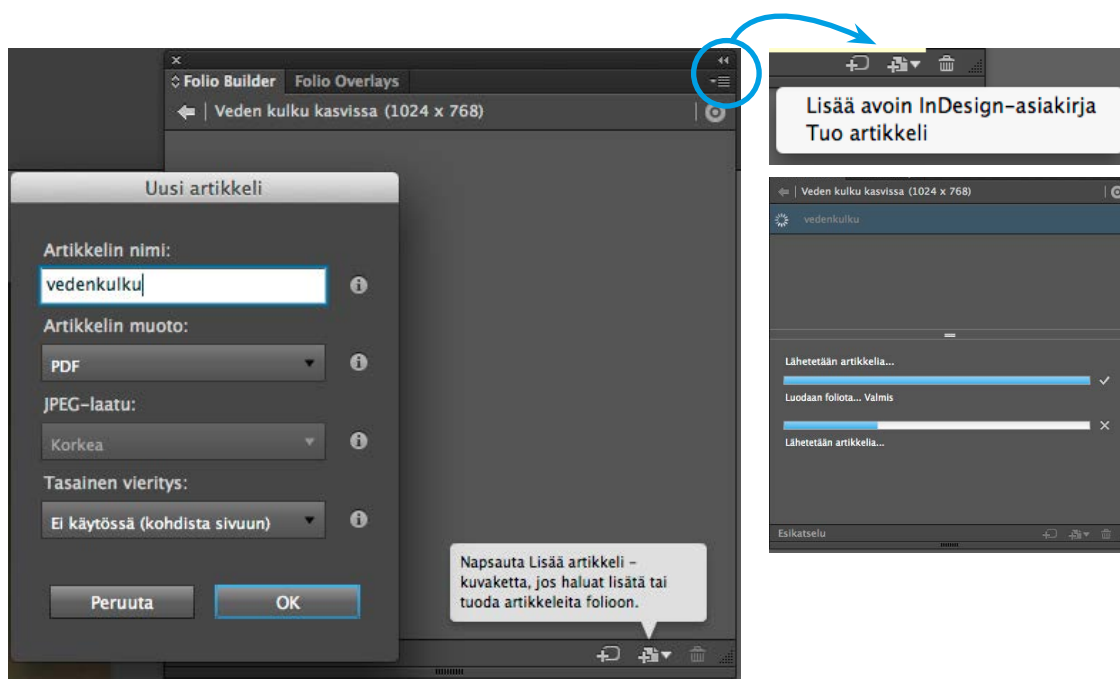 Folio Builder Folio Overlays
Veden kulku kasvissa (1024 x 768)
Uusi artikkeli
Artikkelin nimi:
vedenkulku
Artikkelin muoto:
PDF
JPEG-laatu:
Korkea
Tasainen vieritys:
Ei käytössä (kohdista sivuun)
Peruuta OK
Napsauta Lisää artikkeli -
kuvaketta, jos haluat lisätä tai
tuoda artikkeleita folioon.
Lisää avoin InDesign-asiakirja
Tuo artikkeli
Veden kulku kasvissa (1024 x 768)
vedenkulku
Lähetetään artikkelia...
Luodaan foliota... Valmis
Lähetetään artikkelia...
Esikatselu